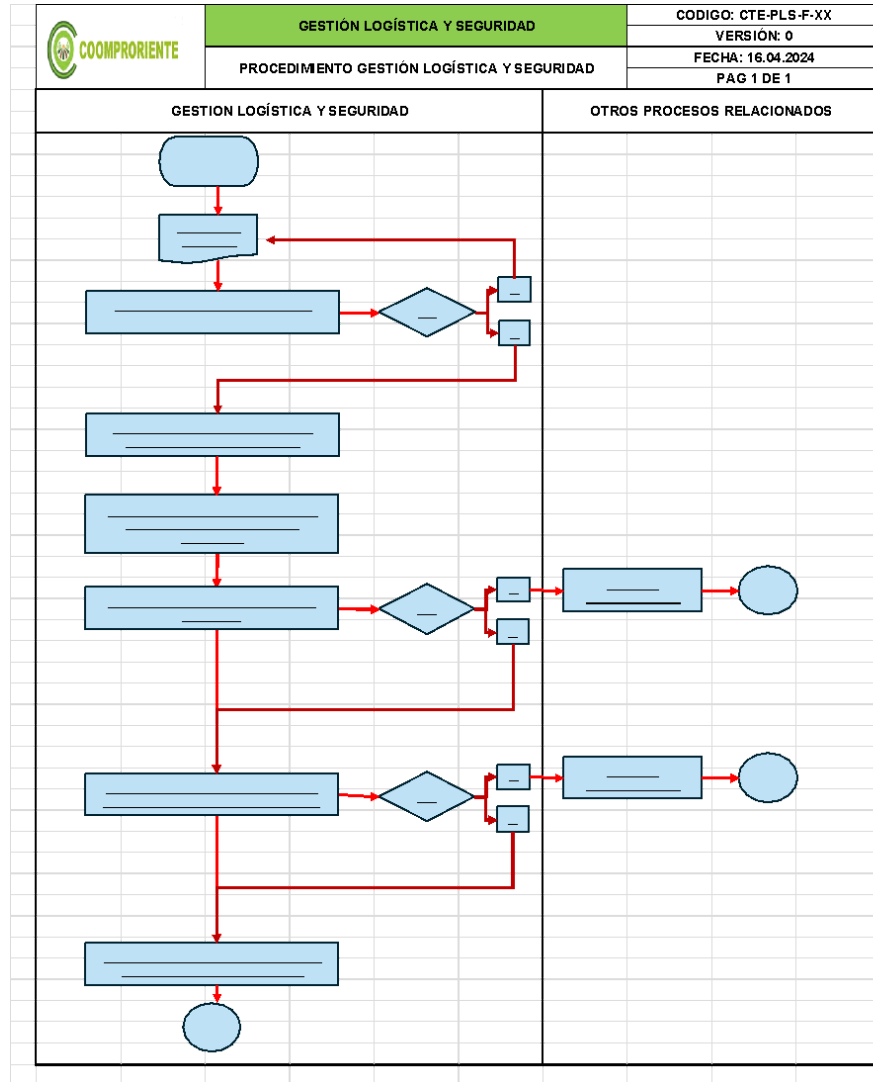 COOMPRORIENTE
GESTIÓN LOGÍSTICA Y SEGURIDAD
PROCEDIMIENTO GESTIÓN LOGÍSTICA Y SEGURIDAD
CODIGO: CTE-PLS-F-XX
VERSIÓN: 0
FECHA: 16.04.2024
PAG 1 DE 1
GESTION LOGÍSTICA Y SEGURIDAD
OTROS PROCESOS RELACIONADOS